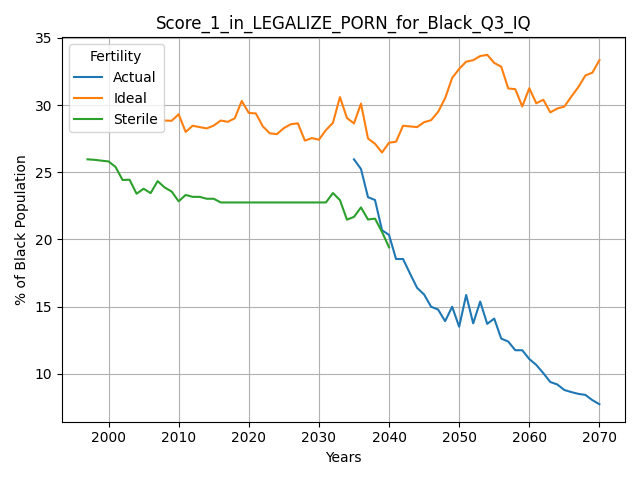 Score_1_in_LEGALIZE_PORN_for_Black_Q3_IQ
Fertility
Actual
Ideal
Sterile
% of Black Population
35
30
25
20
15
10
2000 2010 2020 2030 2040 2050 2060 2070
Years